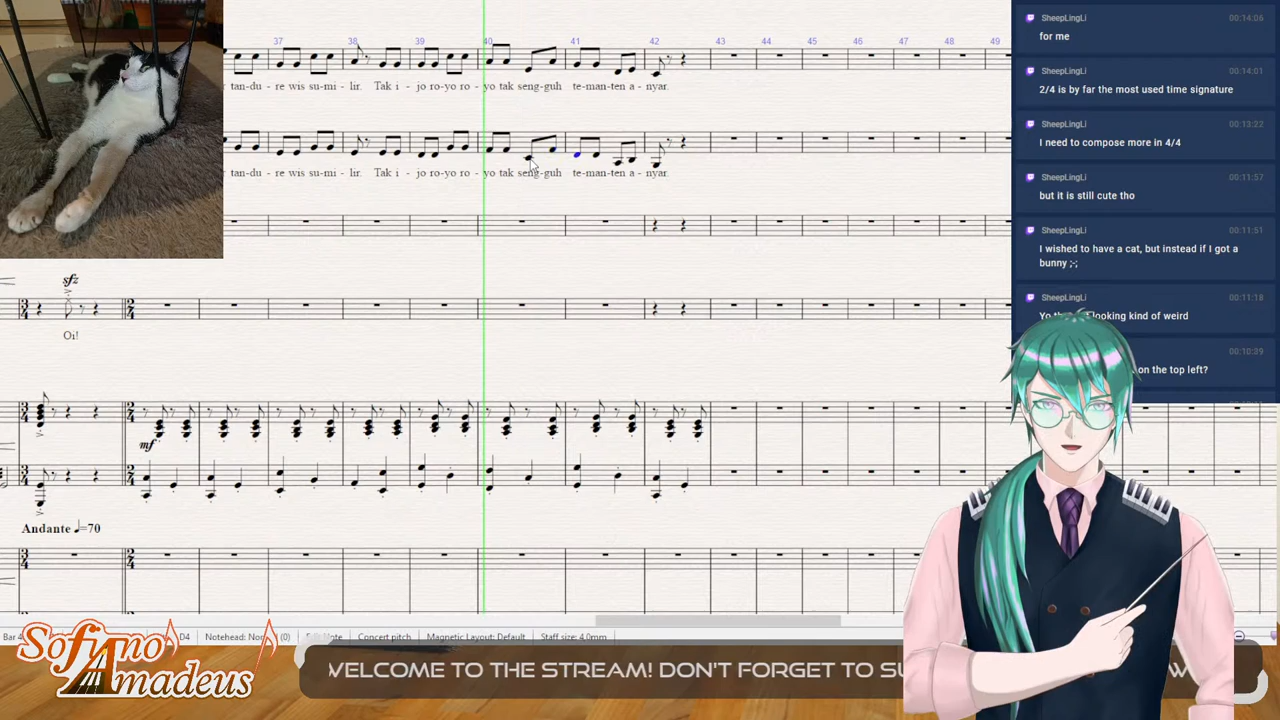 37 38 39 40 41 42 43 44 45 46 47 48 49
tan-du - re wis su-mi - lir. Tak i - jo ro-yo ro - yo tak seng-guh te-man-ten a - nyar.
tan-du - re wis su-mi - lir. Tak i - jo ro-yo ro - yo tak seng-guh te-man-ten a - nyar.
sfz
Oi!
mf
Andante ♩=70
D4 Concert pitch Magnetic Layout: Default Staff size: 4.0mm
Sofiano
Amadeus
WELCOME TO THE STREAM! DON'T FORGET TO
SheepLingLi 00:14:06
for me
SheepLingLi 00:14:01
2/4 is by far the most used time signature
SheepLingLi 00:13:22
I need to compose more in 4/4
SheepLingLi 00:11:57
but it is still cute tho
SheepLingLi 00:11:51
I wished to have a cat, but instead if I got a
bunny ;-;
SheepLingLi 00:11:18
looking kind of weird
00:10:39
on the top left?